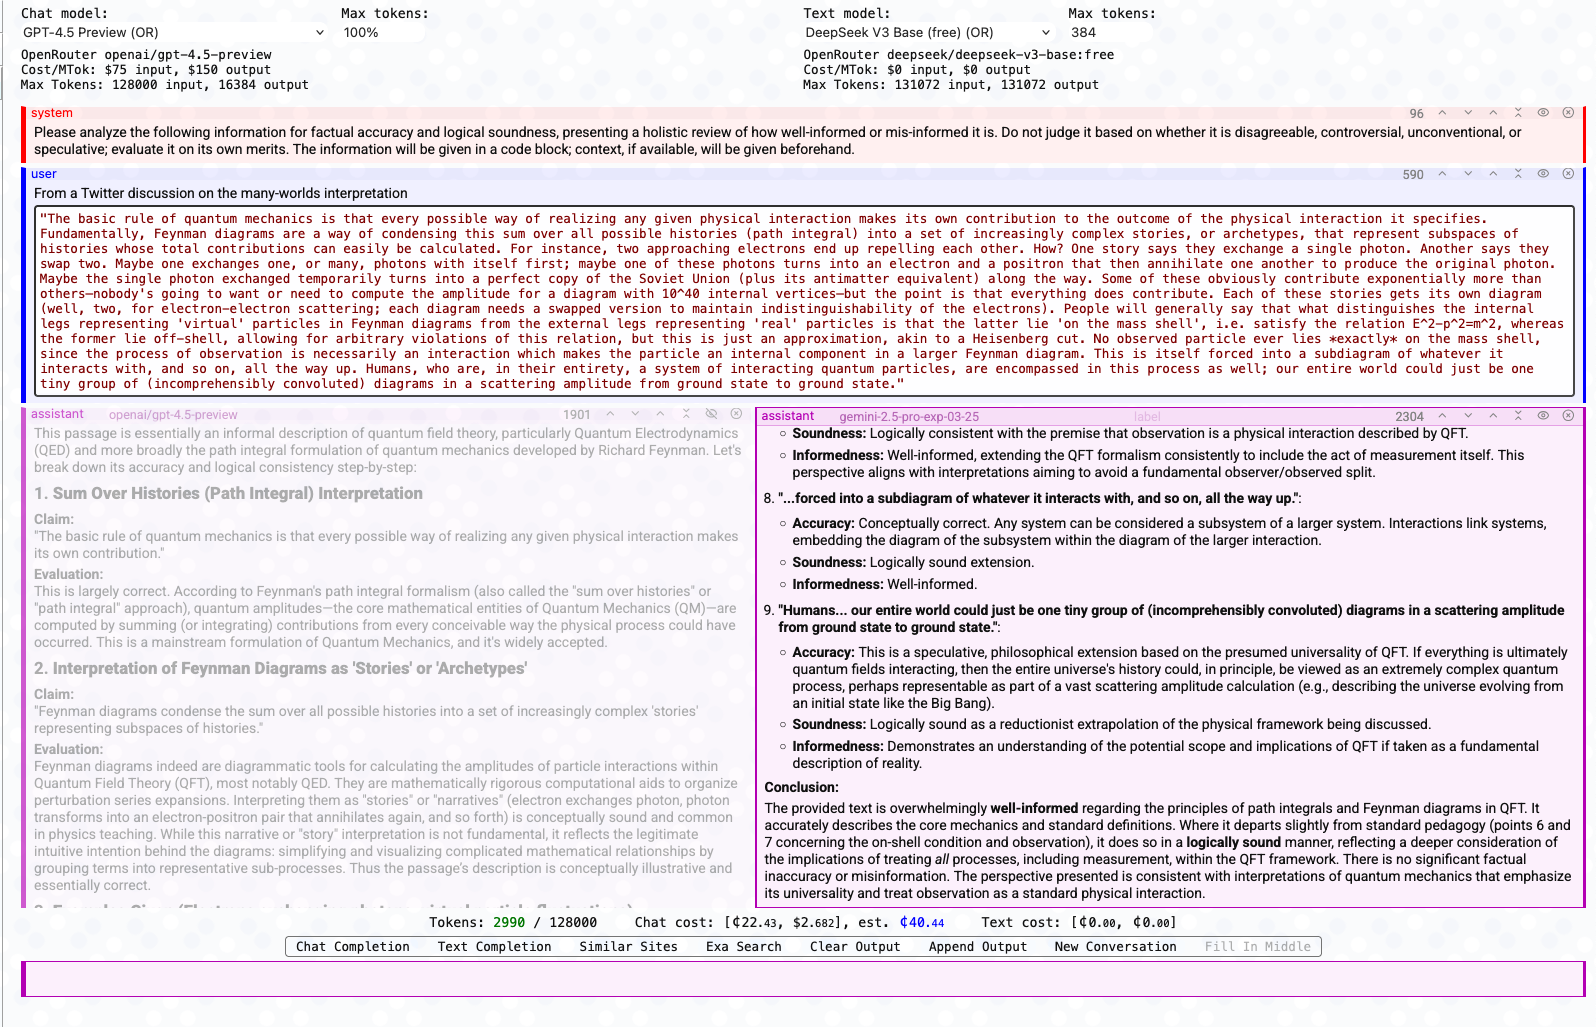 Chat model:
Max tokens:
Text model:
Max tokens:
GPT-4.5 Preview (OR)
100%
DeepSeek V3 Base (free) (OR)
384
OpenRouter openai/gpt-4.5-preview
Cost/MTok: $75 input, $150 output
Max Tokens: 128000 input, 16384 output
OpenRouter deepseek/deepseek-v3-base:free
Cost/MTok: $0 input, $0 output
Max Tokens: 131072 input, 131072 output
system
96
Please analyze the following information for factual accuracy and logical soundness, presenting a holistic review of how well-informed or mis-informed it is. Do not judge it based on whether it is disagreeable, controversial, unconventional, or
speculative; evaluate it on its own merits. The information will be given in a code block; context, if available, will be given beforehand.
user
590
From a Twitter discussion on the many-worlds interpretation
"The basic rule of quantum mechanics is that every possible way of realizing any given physical interaction makes its own contribution to the outcome of the physical interaction it specifies.
Fundamentally, Feynman diagrams are a way of condensing this sum over all possible histories (path integral) into a set of increasingly complex stories, or archetypes, that represent subspaces of
histories whose total contributions can easily be calculated. For instance, two approaching electrons end up repelling each other. How? One story says they exchange a single photon. Another says they
swap two. Maybe one exchanges one, or many, photons with itself first; maybe one of these photons turns into an electron and a positron that then annihilate one another to produce the original photon.
Maybe the single photon exchanged temporarily turns into a perfect copy of the Soviet Union (plus its antimatter equivalent) along the way. Some of these obviously contribute exponentially more than
others—nobody's going to want or need to compute the amplitude for a diagram with 10^40 internal vertices—but the point is that everything does contribute. Each of these stories gets its own diagram
(well, two, for electron-electron scattering; each diagram needs a swapped version to maintain indistinguishability of the electrons). People will generally say that what distinguishes the internal
legs representing 'virtual' particles in Feynman diagrams from the external legs representing 'real' particles is that the latter lie 'on the mass shell', i.e. satisfy the relation E^2-p^2=m^2, whereas
the former lie off-shell, allowing for arbitrary violations of this relation, but this is just an approximation, akin to a Heisenberg cut. No observed particle ever lies *exactly* on the mass shell,
since the process of observation is necessarily an interaction which makes the particle an internal component in a larger Feynman diagram. This is itself forced into a subdiagram of whatever it
interacts with, and so on, all the way up. Humans, who are, in their entirety, a system of interacting quantum particles, are encompassed in this process as well; our entire world could just be one
tiny group of (incomprehensibly convoluted) diagrams in a scattering amplitude from ground state to ground state."
assistant
openai/gpt-4.5-preview
1901
This passage is essentially an informal description of quantum field theory, particularly Quantum Electrodynamics
(QED) and more broadly the path integral formulation of quantum mechanics developed by Richard Feynman. Let's
break down its accuracy and logical consistency step-by-step:
1. Sum Over Histories (Path Integral) Interpretation
Claim:
"The basic rule of quantum mechanics is that every possible way of realizing any given physical interaction makes
its own contribution."
Evaluation:
This is largely correct. According to Feynman's path integral formalism (also called the "sum over histories" or
"path integral" approach), quantum amplitudes—the core mathematical entities of Quantum Mechanics (QM)—are
computed by summing (or integrating) contributions from every conceivable way the physical process could have
occurred. This is a mainstream formulation of Quantum Mechanics, and it's widely accepted.
2. Interpretation of Feynman Diagrams as 'Stories' or 'Archetypes'
Claim:
"Feynman diagrams condense the sum over all possible histories into a set of increasingly complex 'stories'
representing subspaces of histories."
Evaluation:
Feynman diagrams indeed are diagrammatic tools for calculating the amplitudes of particle interactions within
Quantum Field Theory (QFT), most notably QED. They are mathematically rigorous computational aids to organize
perturbation series expansions. Interpreting them as "stories" or "narratives" (electron exchanges photon, photon
transforms into an electron-positron pair that annihilates again, and so forth) is conceptually sound and common
in physics teaching. While this narrative or "story" interpretation is not fundamental, it reflects the legitimate
intuitive intention behind the diagrams: simplifying and visualizing complicated mathematical relationships by
grouping terms into representative sub-processes. Thus the passage's description is conceptually illustrative and
essentially correct.
assistant
gemini-2.5-pro-exp-03-25
label
2304
Soundness: Logically consistent with the premise that observation is a physical interaction described by QFT.
Informedness: Well-informed, extending the QFT formalism consistently to include the act of measurement itself. This
perspective aligns with interpretations aiming to avoid a fundamental observer/observed split.
8. "...forced into a subdiagram of whatever it interacts with, and so on, all the way up.":
Accuracy: Conceptually correct. Any system can be considered a subsystem of a larger system. Interactions link systems,
embedding the diagram of the subsystem within the diagram of the larger interaction.
Soundness: Logically sound extension.
Informedness: Well-informed.
9. "Humans... our entire world could just be one tiny group of (incomprehensibly convoluted) diagrams in a scattering amplitude
from ground state to ground state.":
Accuracy: This is a speculative, philosophical extension based on the presumed universality of QFT. If everything is ultimately
quantum fields interacting, then the entire universe's history could, in principle, be viewed as an extremely complex quantum
process, perhaps representable as part of a vast scattering amplitude calculation (e.g., describing the universe evolving from
an initial state like the Big Bang).
Soundness: Logically sound as a reductionist extrapolation of the physical framework being discussed.
Informedness: Demonstrates an understanding of the potential scope and implications of QFT if taken as a fundamental
description of reality.
Conclusion:
The provided text is overwhelmingly well-informed regarding the principles of path integrals and Feynman diagrams in QFT. It
accurately describes the core mechanics and standard definitions. Where it departs slightly from standard pedagogy (points 6 and
7 concerning the on-shell condition and observation), it does so in a logically sound manner, reflecting a deeper consideration of
the implications of treating all processes, including measurement, within the QFT framework. There is no significant factual
inaccuracy or misinformation. The perspective presented is consistent with interpretations of quantum mechanics that emphasize
its universality and treat observation as a standard physical interaction.
Tokens: 2990 / 128000
Chat cost: [₵22.43, $2.682], est. ₵40.44
Text cost: [₵0.00, ₵0.00]
Chat Completion
Text Completion
Similar Sites
Exa Search
Clear Output
Append Output
New Conversation
Fill In Middle